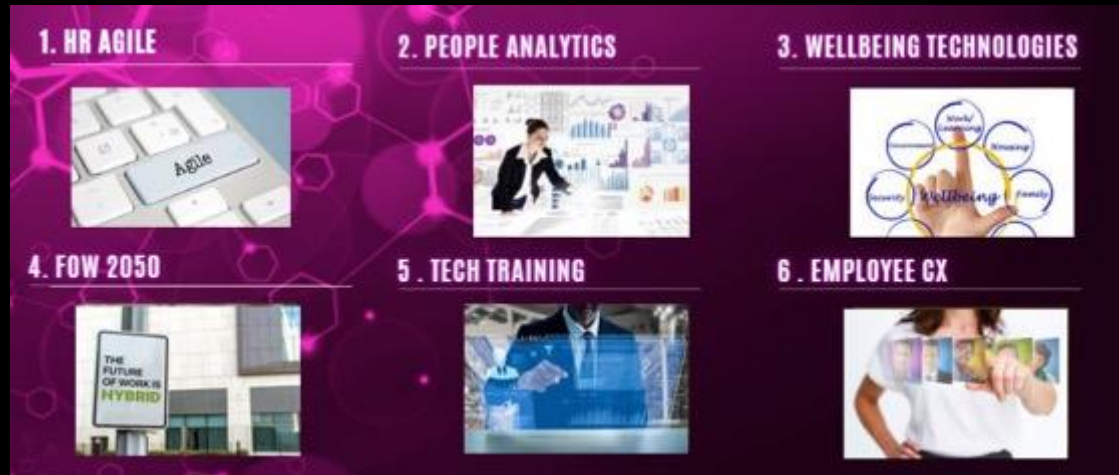 1. HR AGILE
2. PEOPLE ANALYTICS
3. WELLBEING TECHNOLOGIES
Agile
Work/
Learning
Housing
Security
Wellbeing
Family
4. FOW 2050
5 . TECH TRAINING
6 . EMPLOYEE CX
THE
FUTURE
OF WORK IS
HYBRID